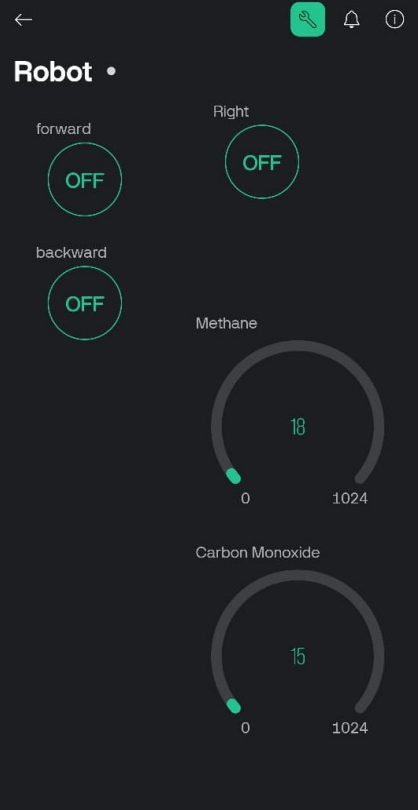 Robot
forward
Right
OFF
OFF
backward
OFF
Methane
18
0 1024
Carbon Monoxide
15
0 1024